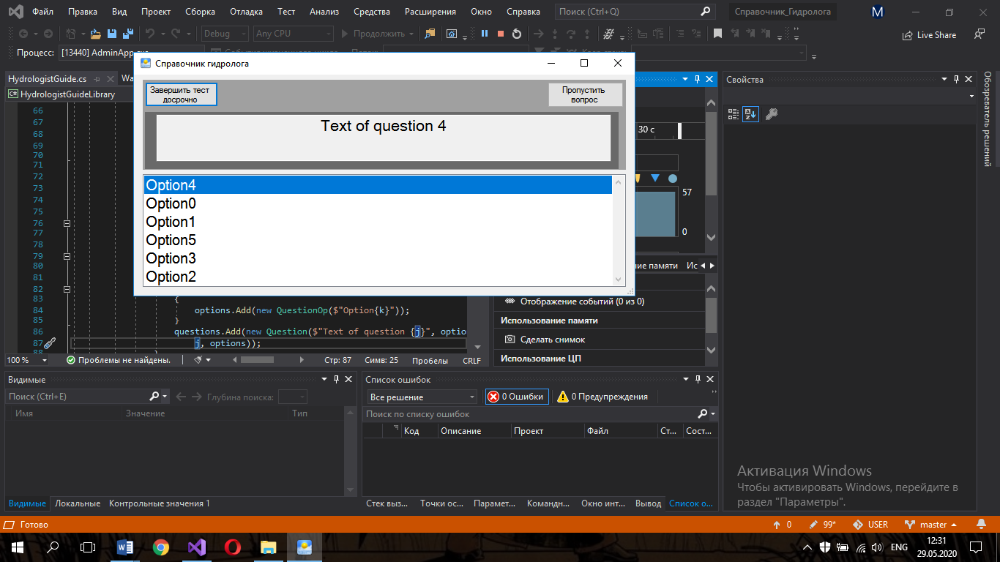 Файл Правка Вид Проект Сборка Отладка Тест Анализ Средства Расширения Окно Справка Поиск (Ctrl+Q) Справочник_Гидролога M
Debug Any CPU Продолжить Live Share
Процесс: [13440] AdminApp.exe
Справочник гидролога
HydrologistGuide.cs Wa
HydrologistGuideLibrary
Завершить тест
досрочно
Пропустить
вопрос
Text of question 4
Option4
Option0
Option1
Option5
Option3
Option2
30 с
57
0
ие памяти Ис
Отображение событий (0 из 0)
Использование памяти
Сделать снимок
Использование ЦП
Свойства
Обозреватель решений
66
67
68
69
70
71
72
73
74
75
76
77
78
79
80
81
82
83 {
84 options.Add(new QuestionOp($"Option{k}"));
85 }
86 questions.Add(new Question($"Text of question {j}", optio
87 j, options));
88 }
100 % Проблемы не найдены. Стр: 87 Симв: 25 Пробелы CRLF
Видимые
Поиск (Ctrl+E) Глубина поиска:
Имя Значение Тип
Видимые Локальные Контрольные значения 1
Список ошибок
Все решение 0 Ошибки 0 Предупреждения
Поиск по списку ошибок
Код Описание Проект Файл Ст... Сост...
Стек выз... Точки ос... Парамет... Командн... Окно инт... Вывод Список о...
Активация Windows
Чтобы активировать Windows, перейдите в
раздел "Параметры".
Готово 0 99* USER master
ENG 12:31
29.05.2020